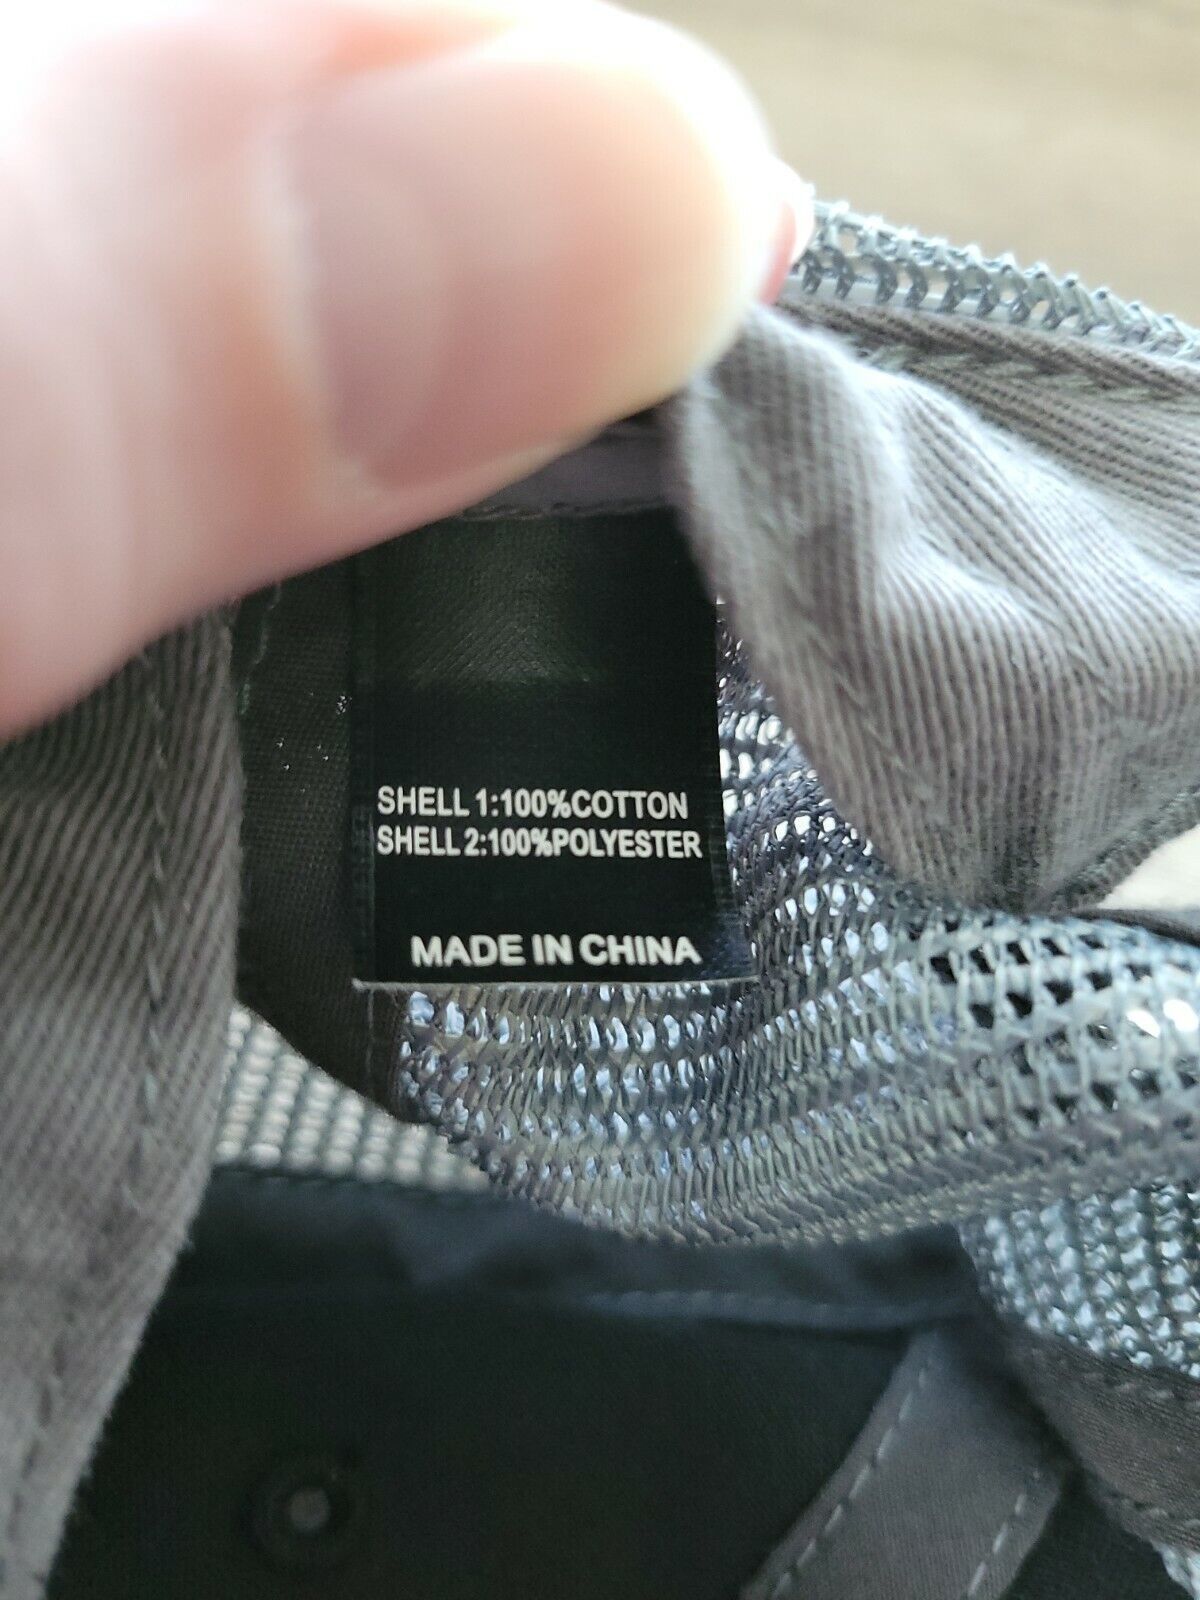 SHELL 1:100%COTTON
SHELL 2:100%POLYESTER
MADE IN CHINA